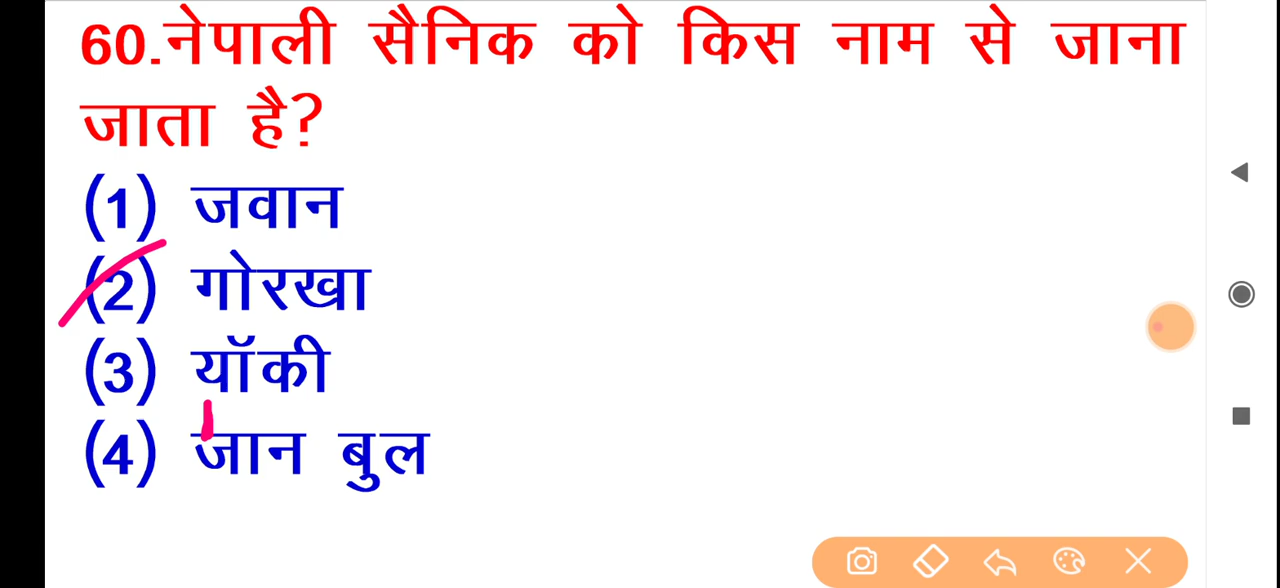 60.नेपाली सैनिक को किस नाम से जाना
जाता है?
(1) जवान
(2) गोरखा
(3) यॉकी
(4) जान बुल